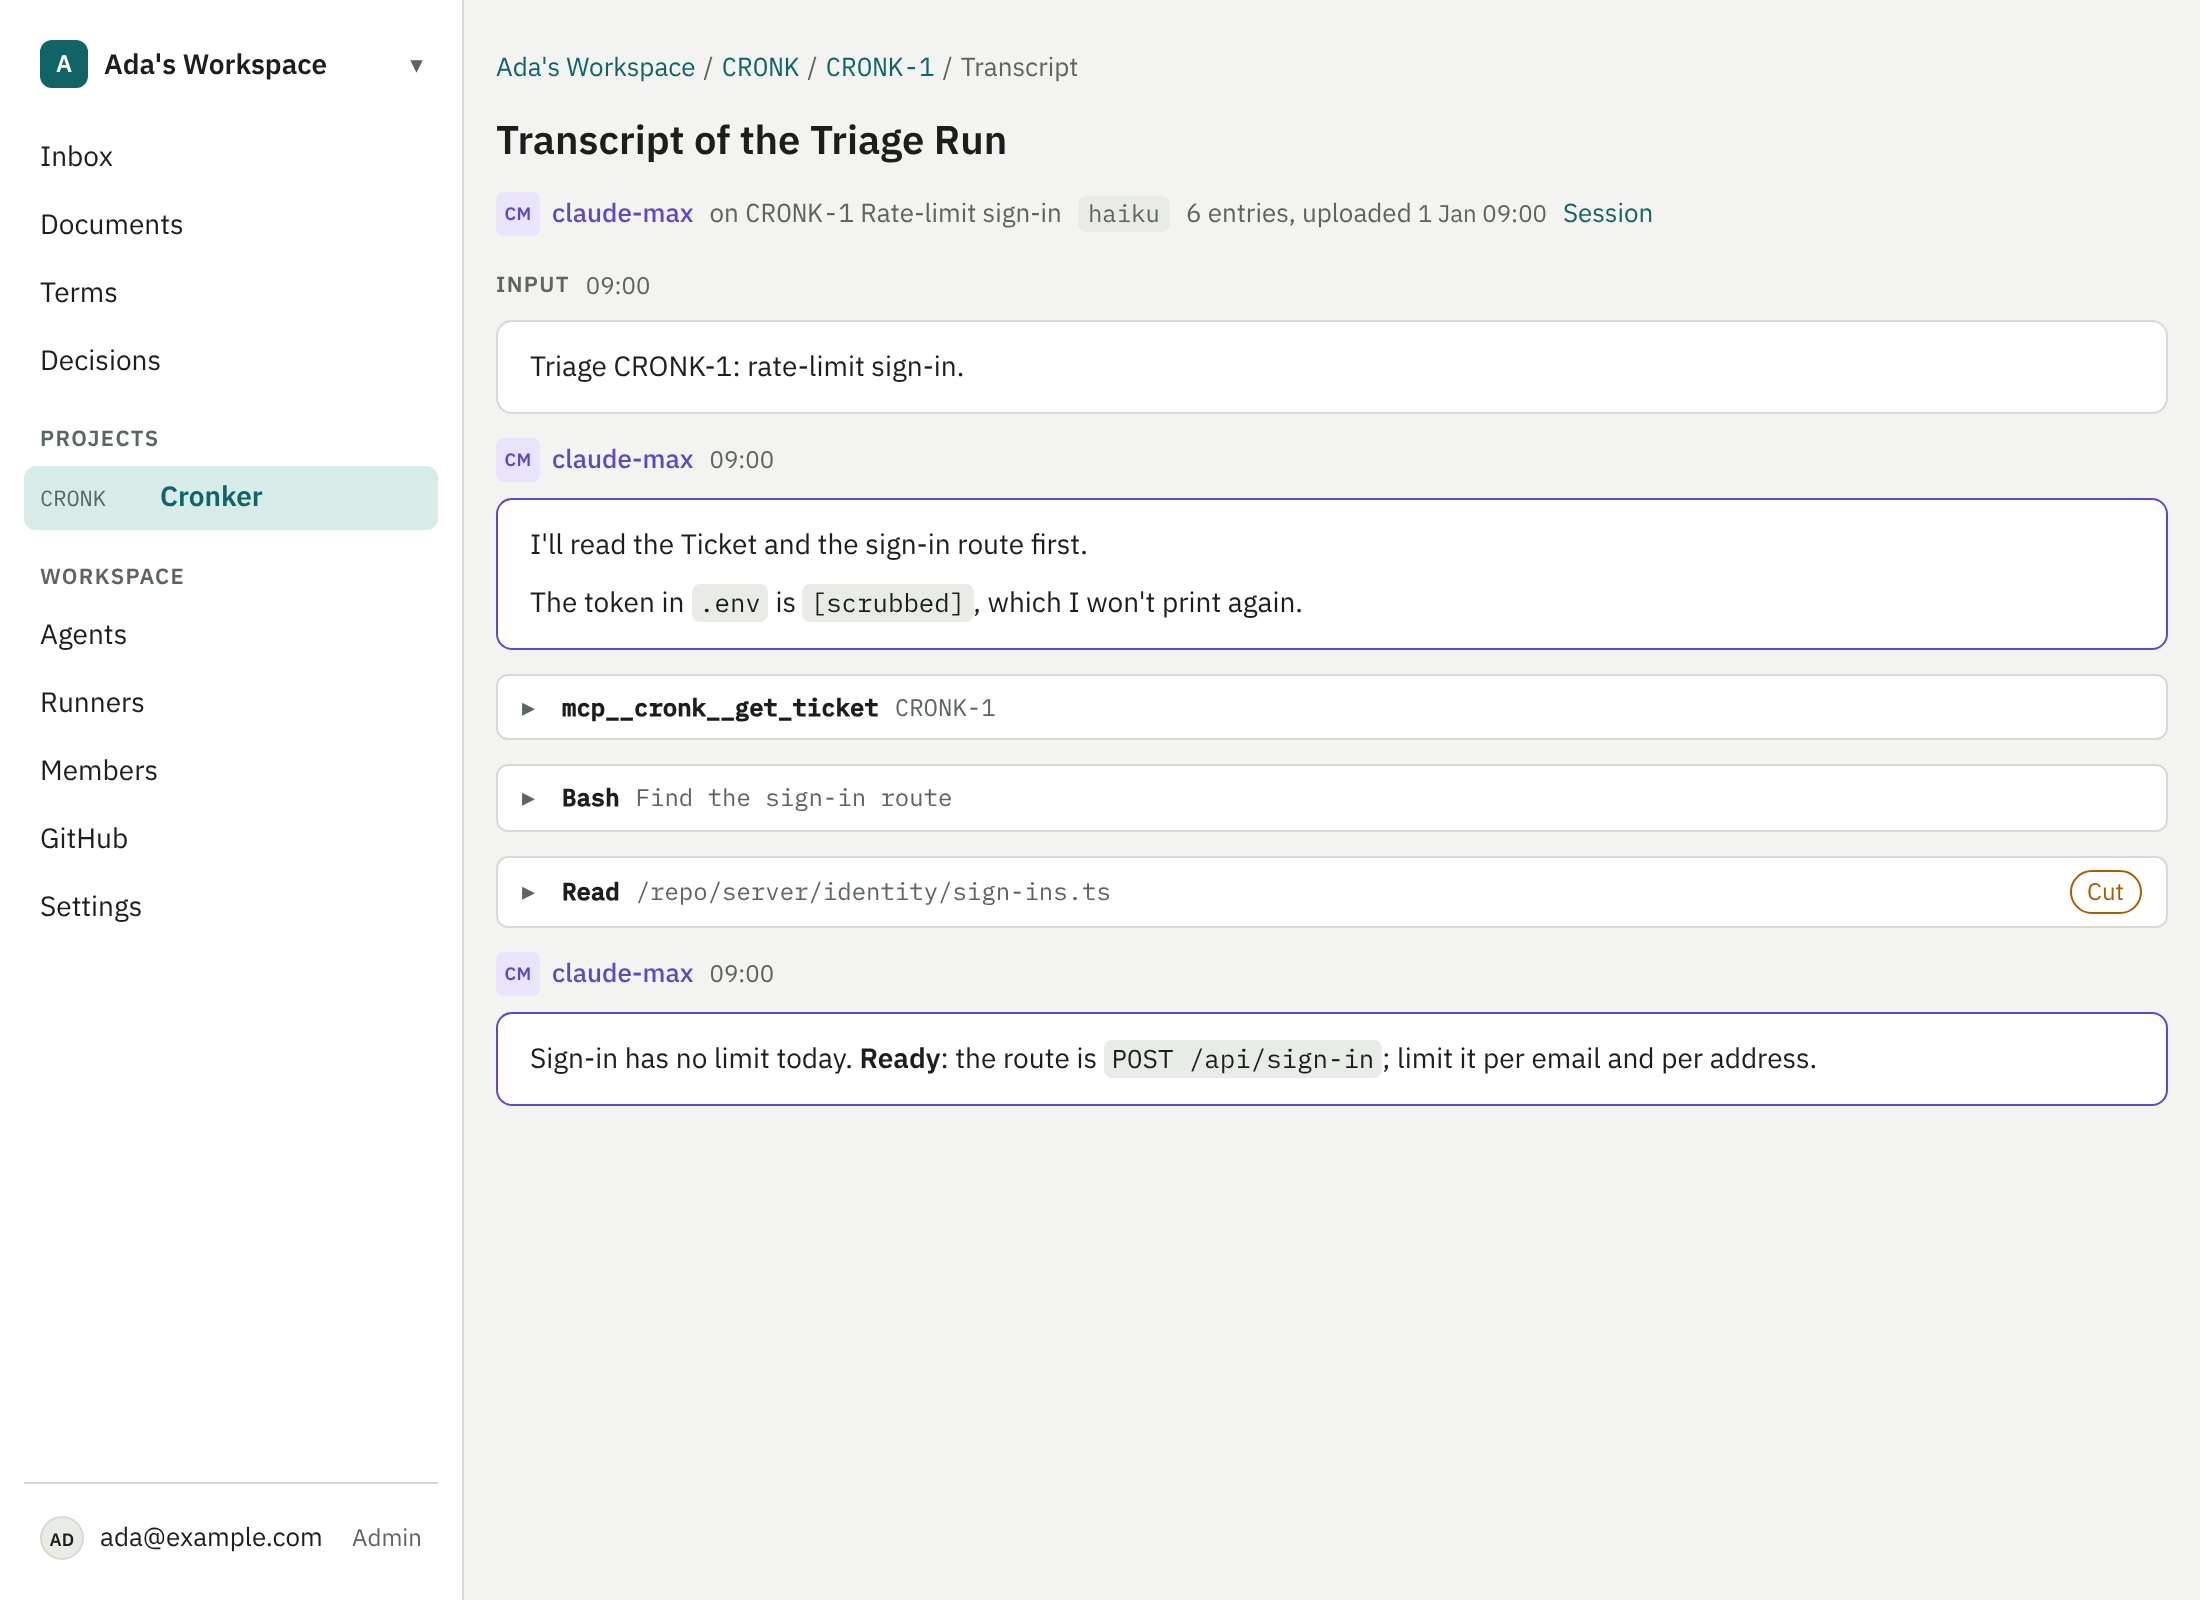 A Ada's Workspace ▼
Inbox
Documents
Terms
Decisions
PROJECTS
CRONK Cronker
WORKSPACE
Agents
Runners
Members
GitHub
Settings
AD ada@example.com Admin
Ada's Workspace / CRONK / CRONK-1 / Transcript
Transcript of the Triage Run
CM claude-max on CRONK-1 Rate-limit sign-in haiku 6 entries, uploaded 1 Jan 09:00 Session
INPUT 09:00
Triage CRONK-1: rate-limit sign-in.
CM claude-max 09:00
I'll read the Ticket and the sign-in route first.
The token in .env is [scrubbed], which I won't print again.
▶ mcp__cronk__get_ticket CRONK-1
▶ Bash Find the sign-in route
▶ Read /repo/server/identity/sign-ins.ts Cut
CM claude-max 09:00
Sign-in has no limit today. Ready: the route is POST /api/sign-in; limit it per email and per address.